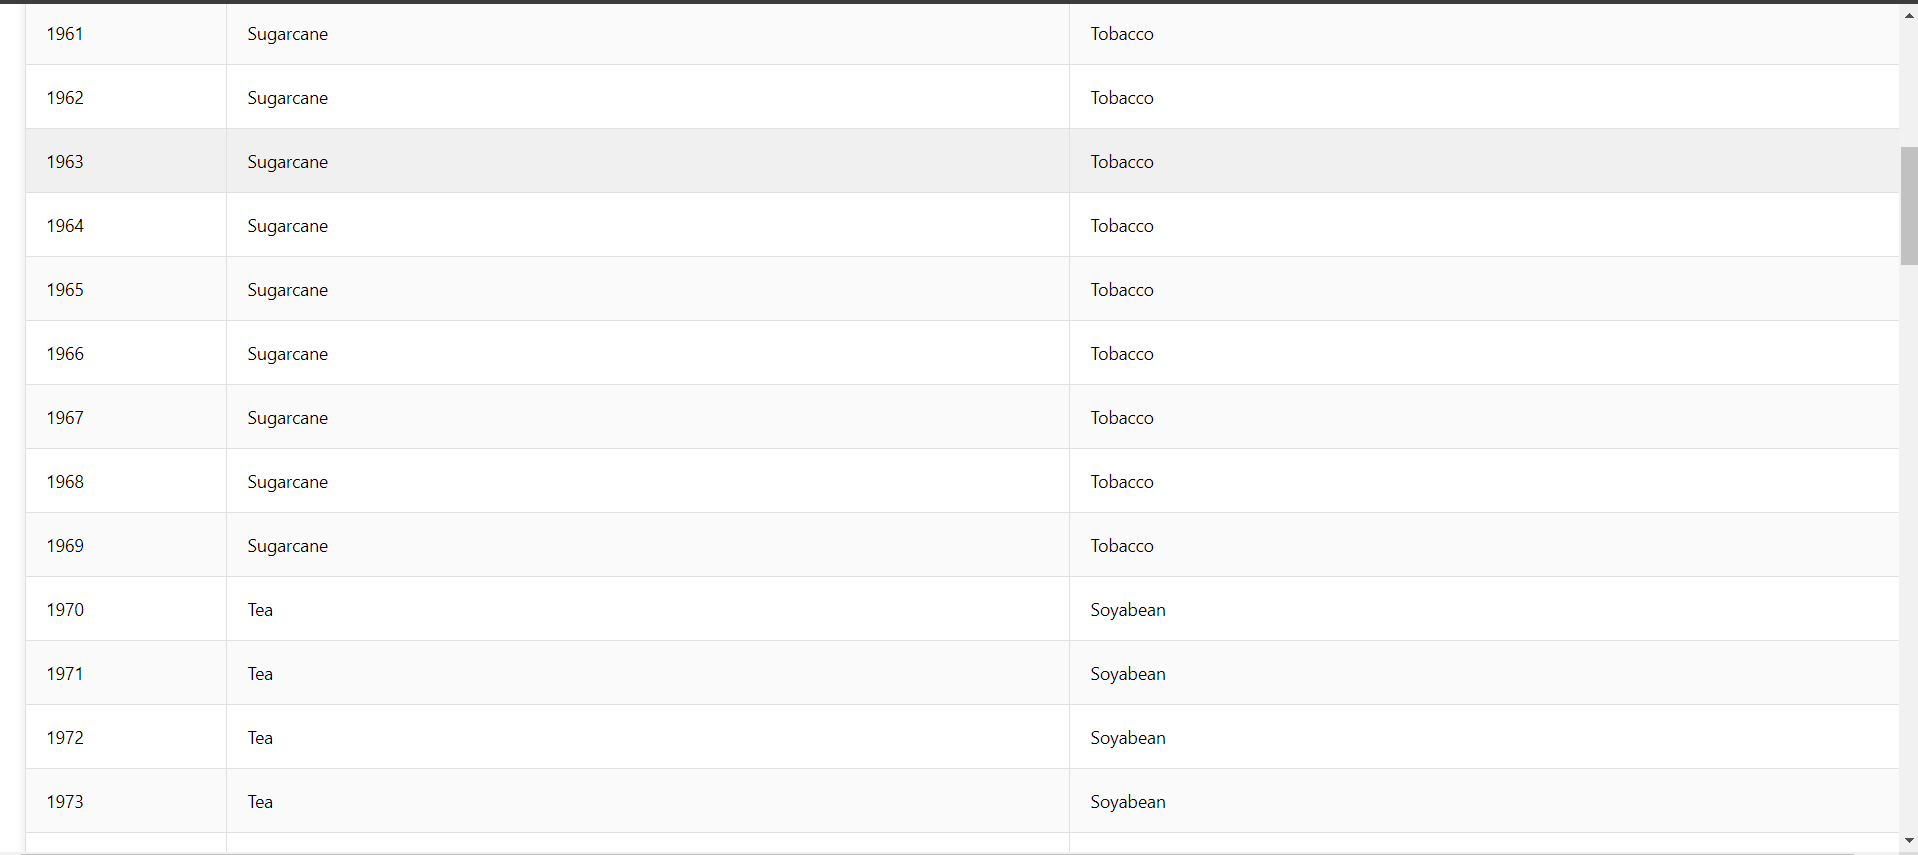 1961 Sugarcane Tobacco
1962 Sugarcane Tobacco
1963 Sugarcane Tobacco
1964 Sugarcane Tobacco
1965 Sugarcane Tobacco
1966 Sugarcane Tobacco
1967 Sugarcane Tobacco
1968 Sugarcane Tobacco
1969 Sugarcane Tobacco
1970 Tea Soyabean
1971 Tea Soyabean
1972 Tea Soyabean
1973 Tea Soyabean